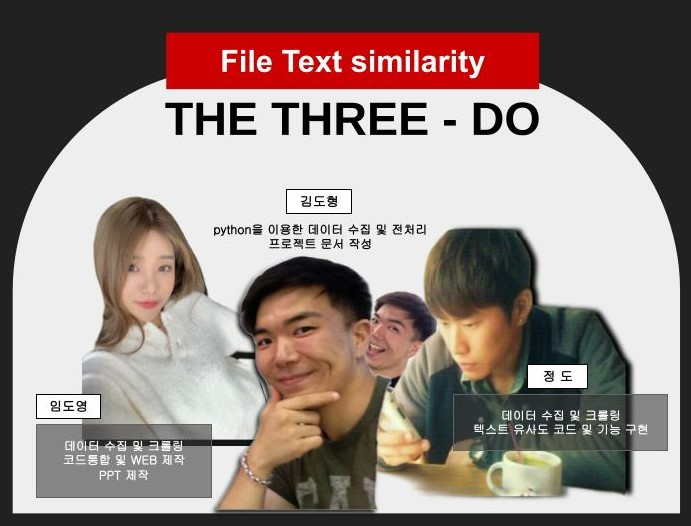 File Text similarity
THE THREE - DO
김도형
python을 이용한 데이터 수집 및 전처리
프로젝트 문서 작성
임도영
데이터 수집 및 크롤링
코드통합 및 WEB 제작
PPT 제작
정 도
데이터 수집 및 크롤링
텍스트 유사도 코드 및 기능 구현